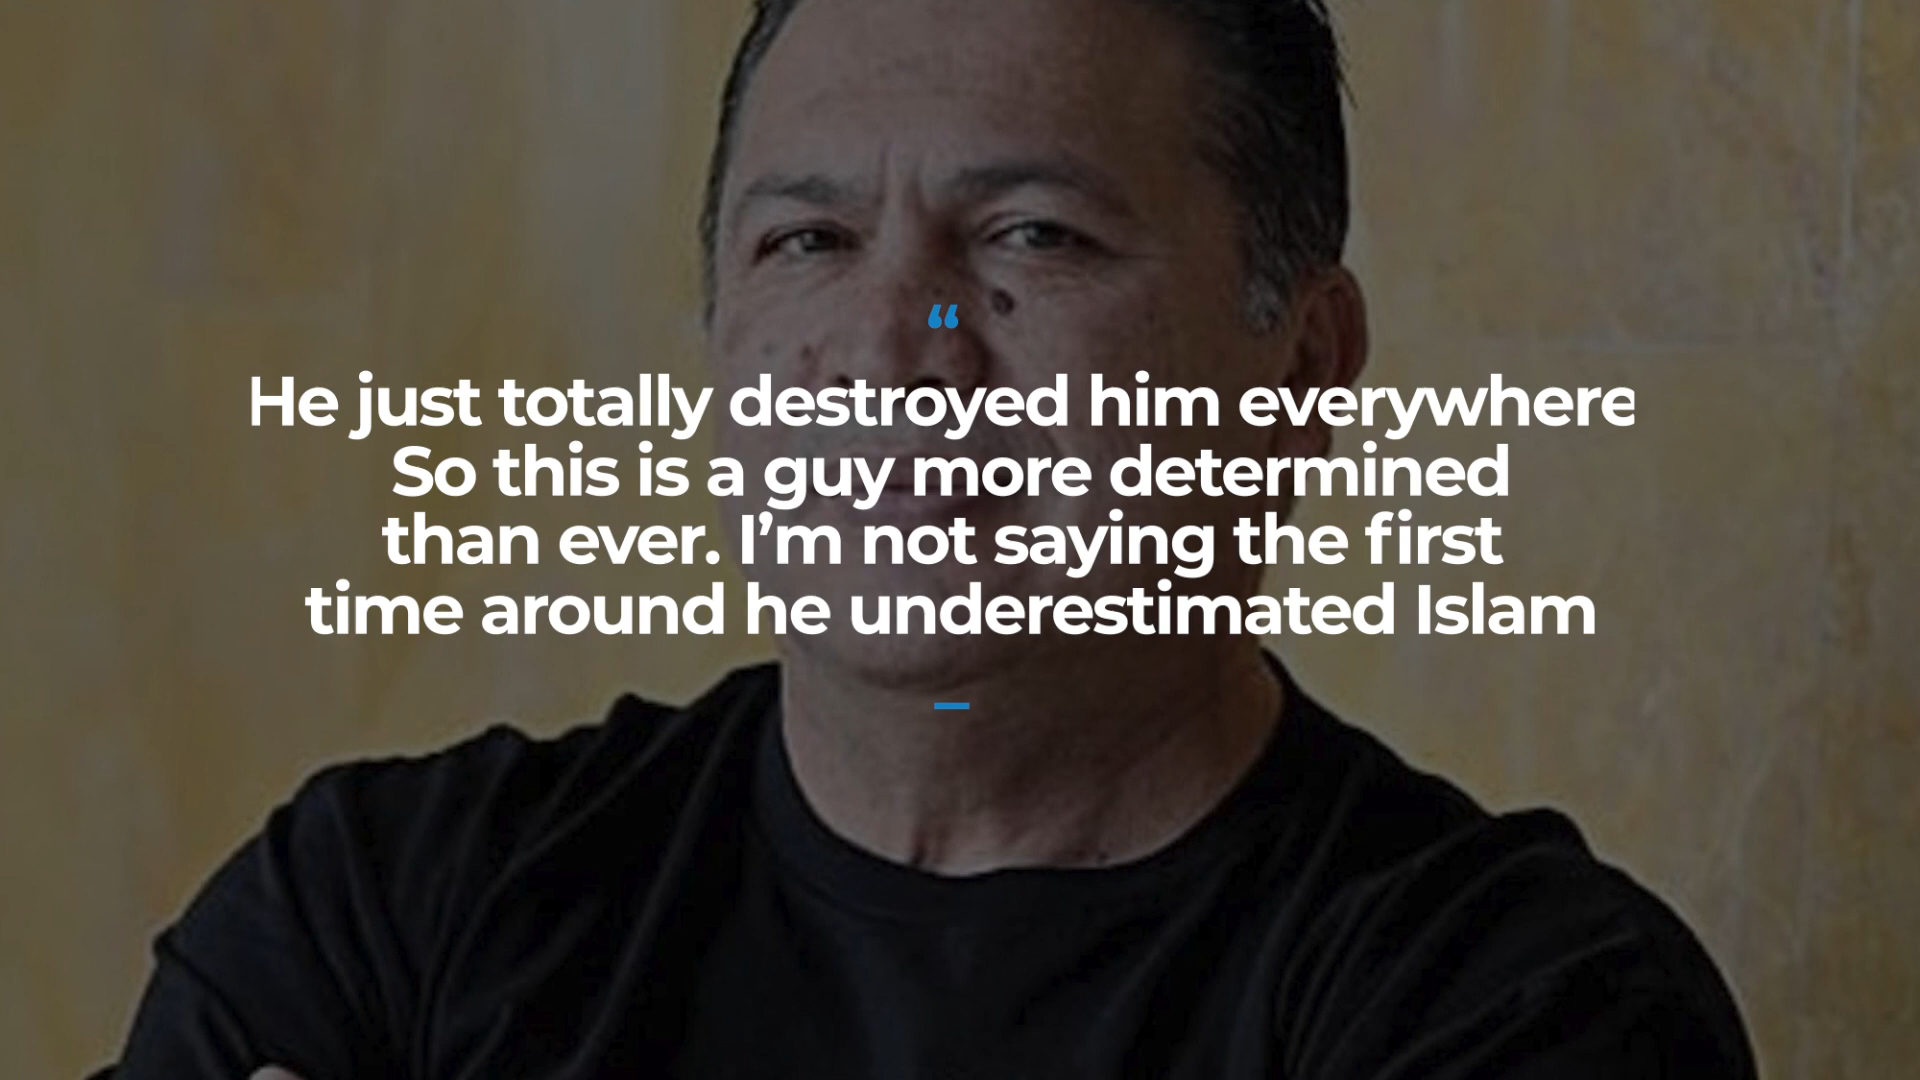 “
He just totally destroyed him everywhere
So this is a guy more determined
than ever. I’m not saying the first
time around he underestimated Islam